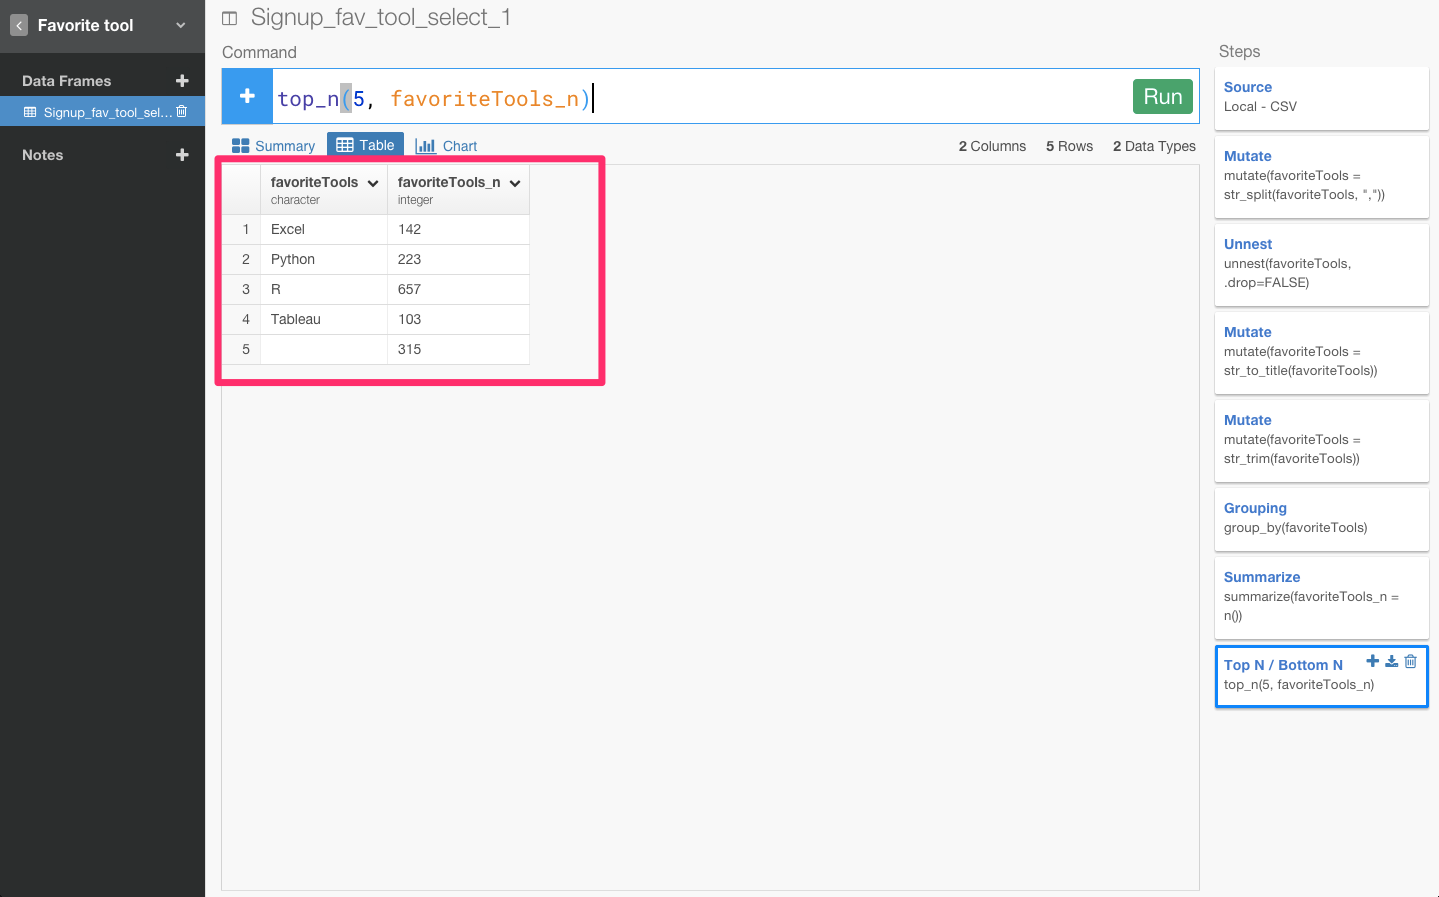 Favorite tool
Data Frames
Signup_fav_tool_sel...
Notes
Signup_fav_tool_select_1
Command
top_n(5, favoriteTools_n)
Run
Summary
Table
Chart
2 Columns
5 Rows
2 Data Types
favoriteTools
favoriteTools_n
character
integer
1 Excel 142
2 Python 223
3 R 657
4 Tableau 103
5 315
Steps
Source
Local - CSV
Mutate
mutate(favoriteTools =
str_split(favoriteTools, ","))
Unnest
unnest(favoriteTools,
.drop=FALSE)
Mutate
mutate(favoriteTools =
str_to_title(favoriteTools))
Mutate
mutate(favoriteTools =
str_trim(favoriteTools))
Grouping
group_by(favoriteTools)
Summarize
summarize(favoriteTools_n =
n())
Top N / Bottom N
top_n(5, favoriteTools_n)